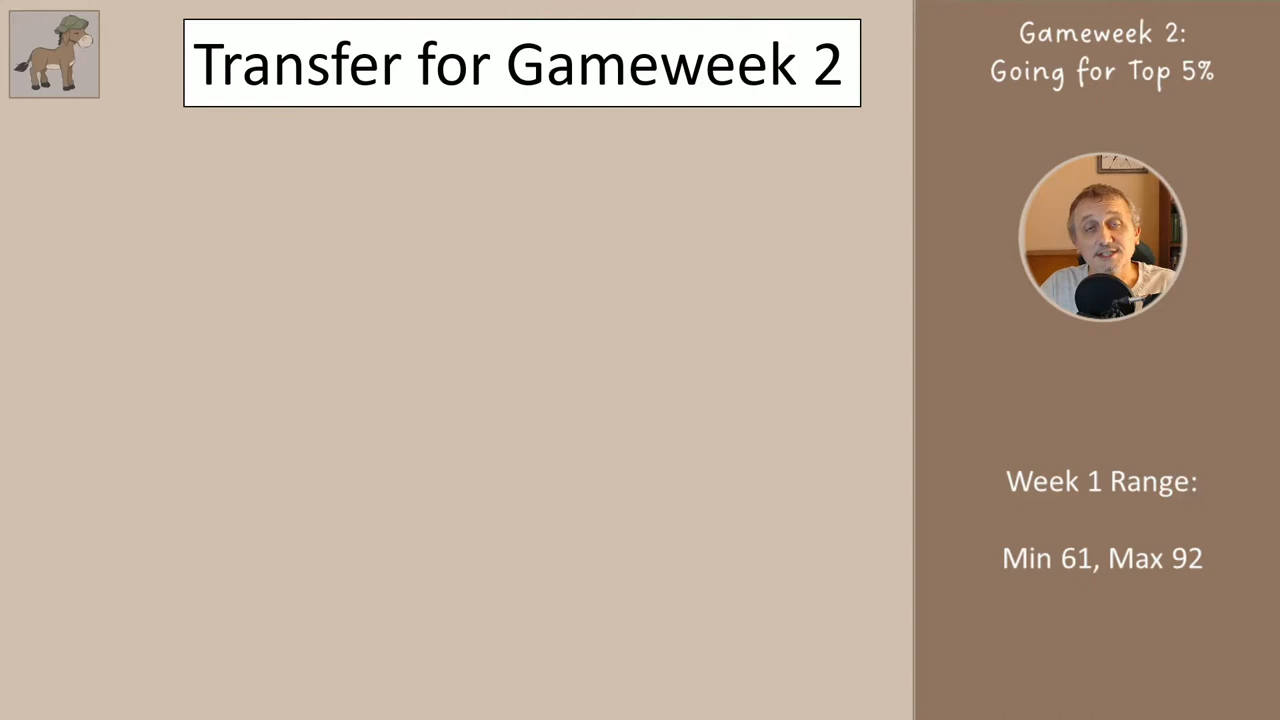 Transfer for Gameweek 2
Gameweek 2:
Going for Top 5%
Week 1 Range:
Min 61, Max 92